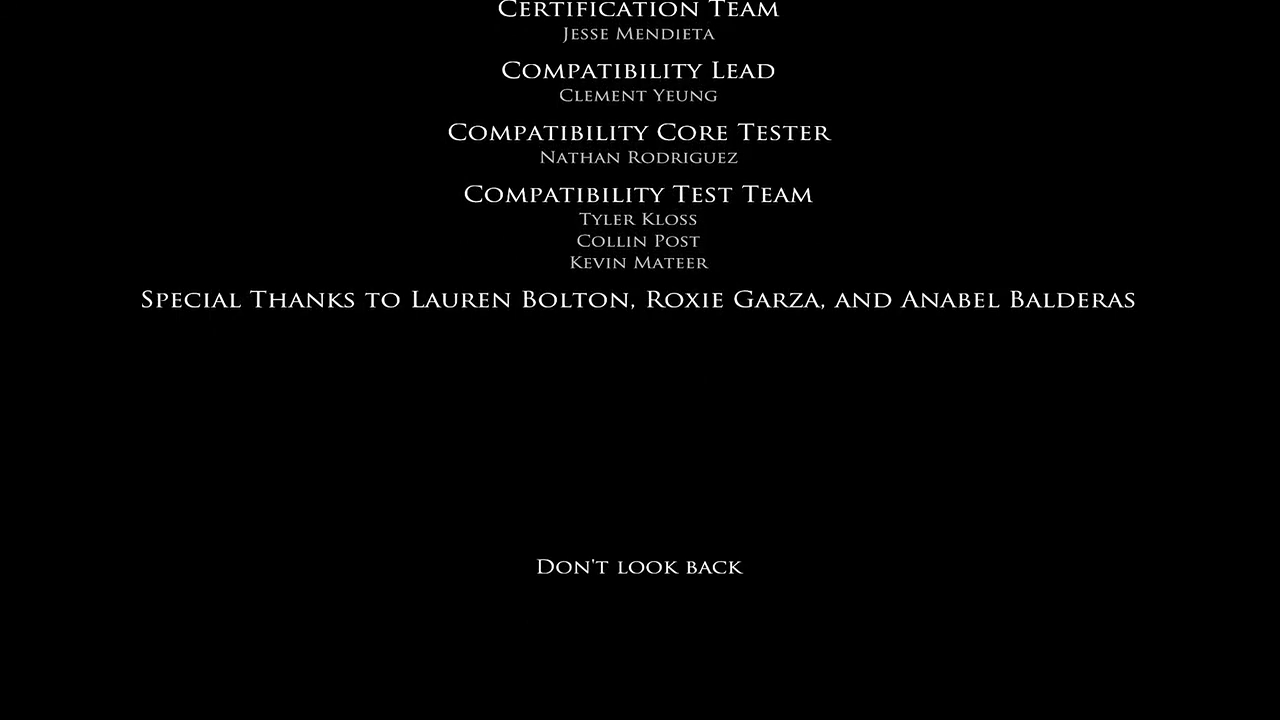 Certification Team
Jesse Mendieta
Compatibility Lead
Clement Yeung
Compatibility Core Tester
Nathan Rodriguez
Compatibility Test Team
Tyler Kloss
Collin Post
Kevin Mateer
Special Thanks to Lauren Bolton, Roxie Garza, and Anabel Balderas
Don't look back